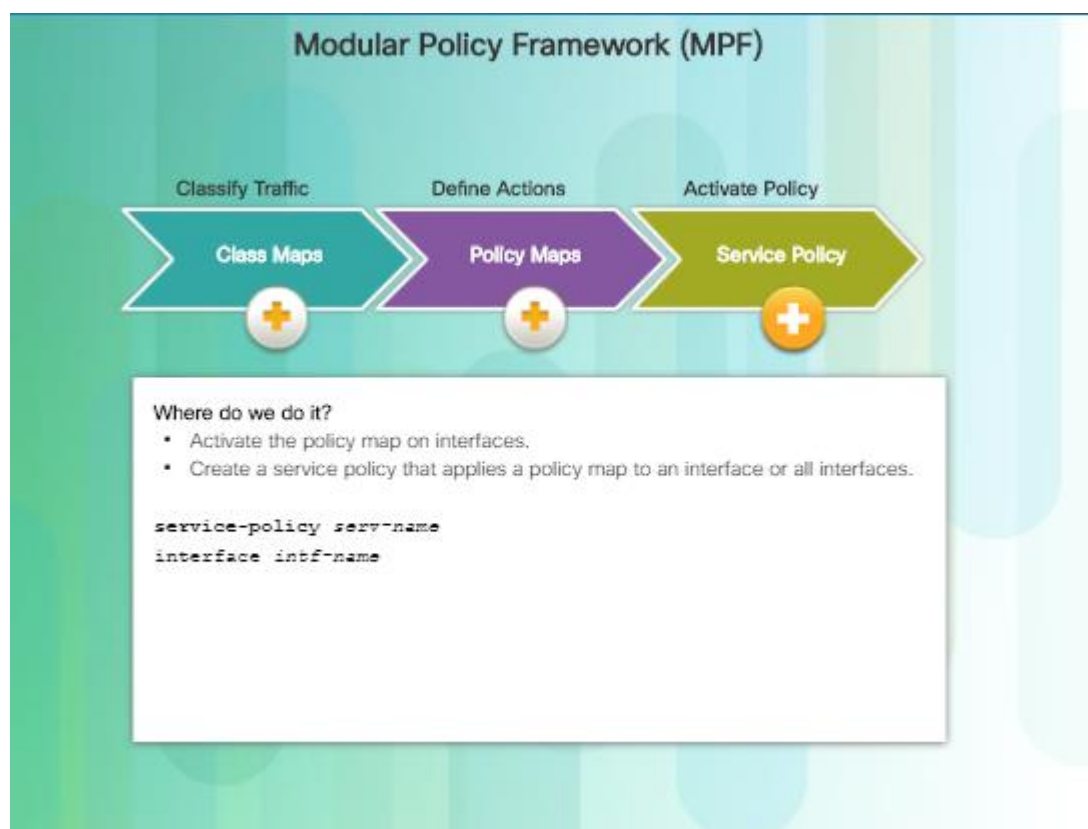 Modular Policy Framework (MPF)
Classify Traffic
Define Actions
Activate Policy
Class Maps
Policy Maps
Service Policy
Where do we do it?
• Activate the policy map on interfaces.
• Create a service policy that applies a policy map to an interface or all interfaces.
service-policy serv-name
interface intf-name